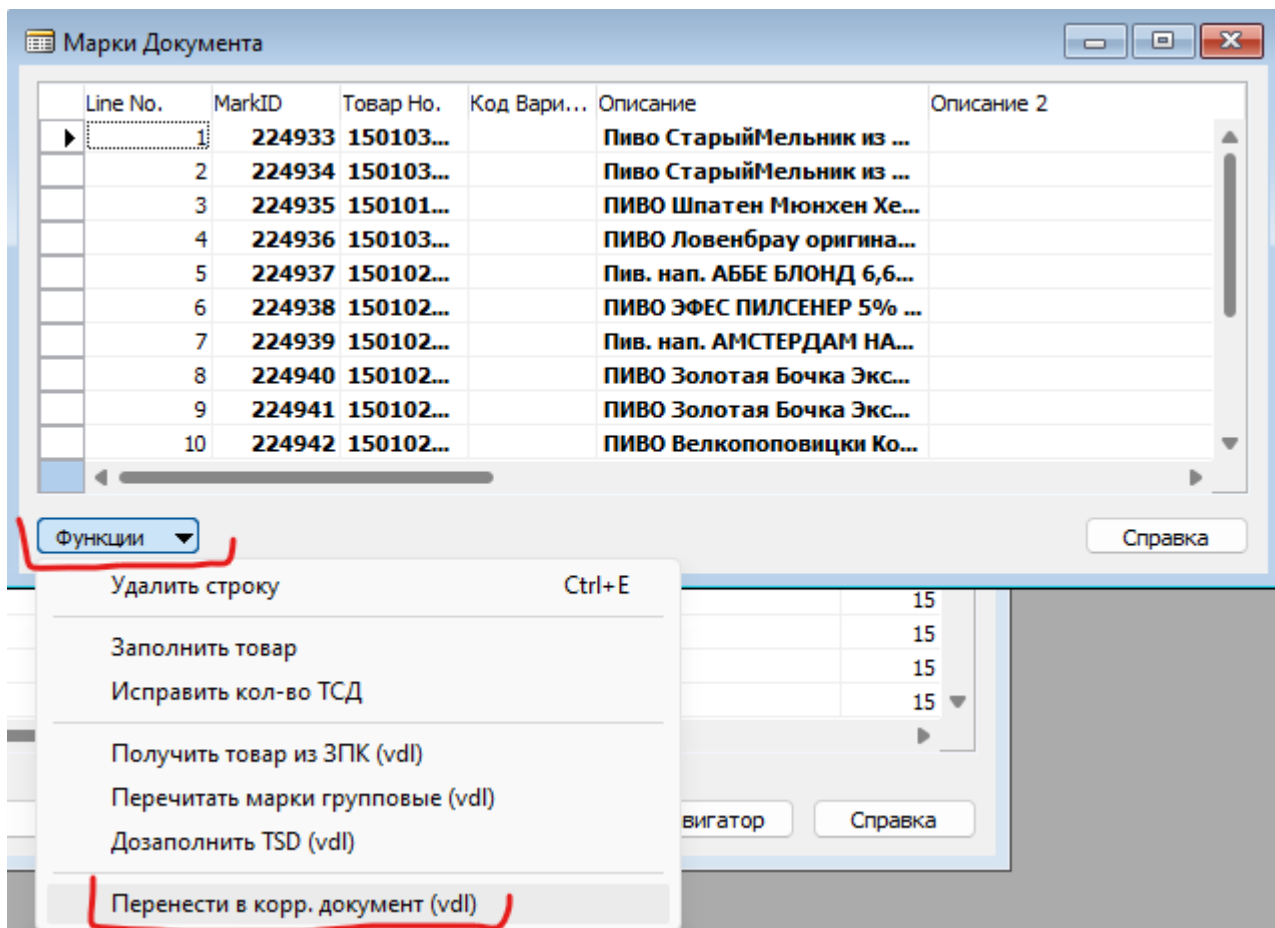 Марки Документа
Line No. MarkID Товар Но. Код Вари... Описание Описание 2
1 224933 150103... Пиво СтарыйМельник из ...
2 224934 150103... Пиво СтарыйМельник из ...
3 224935 150101... ПИВО Шпатен Мюнхен Хе...
4 224936 150103... ПИВО Ловенбрау оригина...
5 224937 150102... Пив. нап. АББЕ БЛОНД 6,6...
6 224938 150102... ПИВО ЭФЕС ПИЛСЕНЕР 5% ...
7 224939 150102... Пив. нап. АМСТЕРДАМ НА...
8 224940 150102... ПИВО Золотая Бочка Экс...
9 224941 150102... ПИВО Золотая Бочка Экс...
10 224942 150102... ПИВО Велкопоповицки Ко...
Функции Справка
Удалить строку Ctrl+E
15
Заполнить товар 15
15
Исправить кол-во ТСД
15
Получить товар из ЗПК (vdl)
Перечитать марки групповые (vdl)
вигатор Справка
Дозаполнить TSD (vdl)
Перенести в корр. документ (vdl)